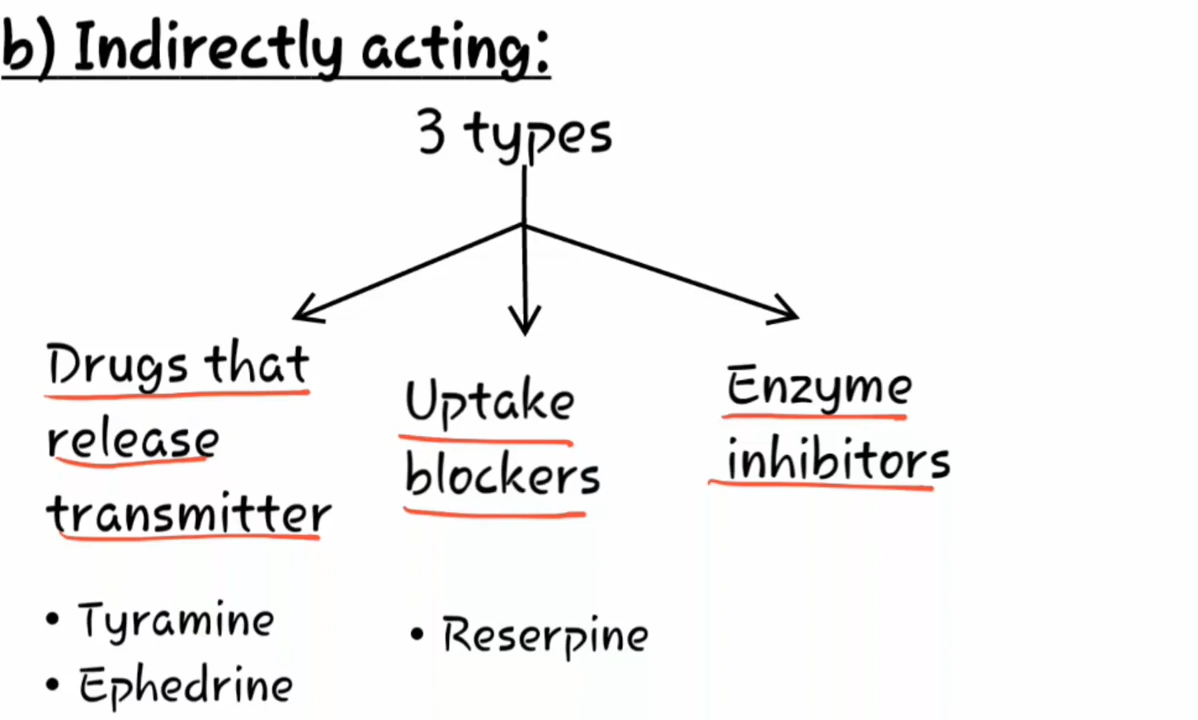 b) Indirectly acting:
3 types
Drugs that
release
transmitter
• Tyramine
• Ephedrine
Uptake
blockers
• Reserpine
Enzyme
inhibitors